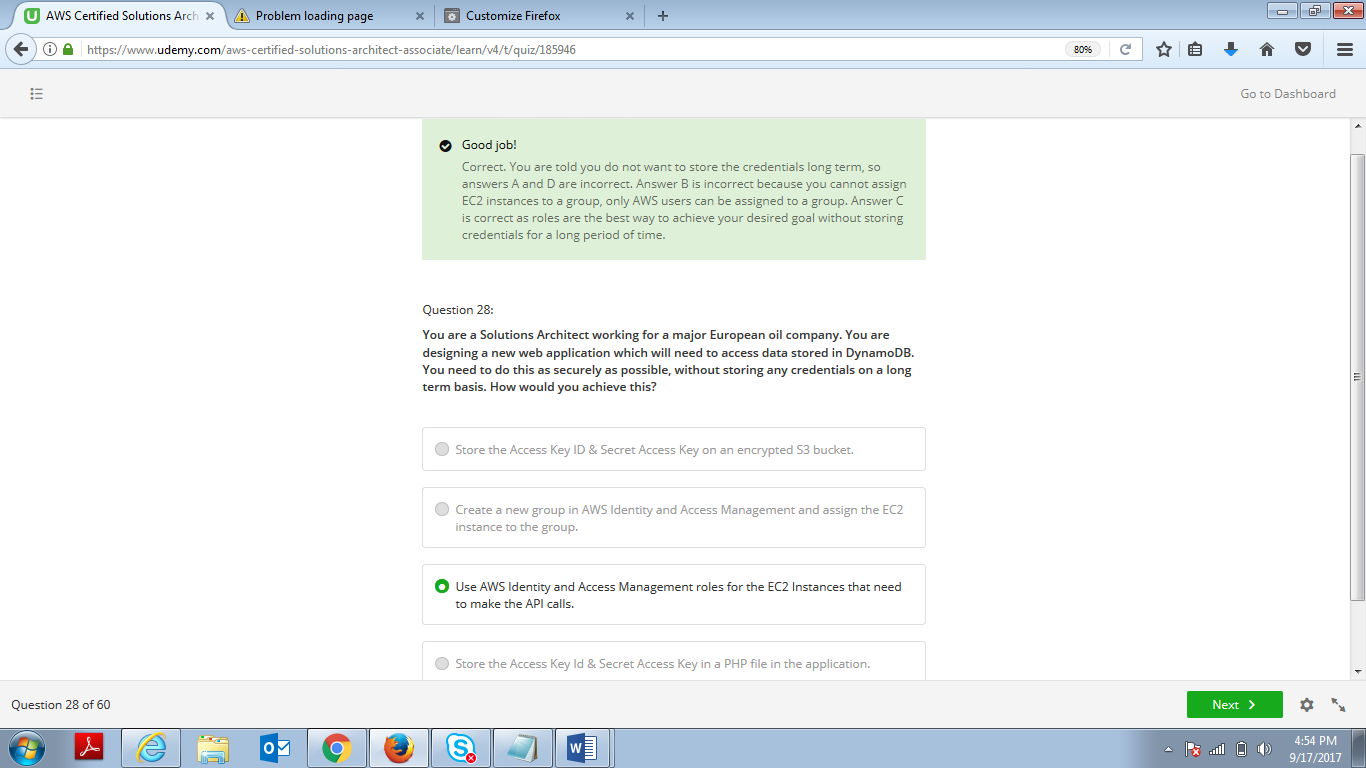 AWS Certified Solutions Arch
Problem loading page
Customize Firefox
https://www.udemy.com/aws-certified-solutions-architect-associate/learn/v4/t/quiz/185946
80%
Go to Dashboard
Good job!
Correct. You are told you do not want to store the credentials long term, so
answers A and D are incorrect. Answer B is incorrect because you cannot assign
EC2 instances to a group, only AWS users can be assigned to a group. Answer C
is correct as roles are the best way to achieve your desired goal without storing
credentials for a long period of time.
Question 28:
You are a Solutions Architect working for a major European oil company. You are
designing a new web application which will need to access data stored in DynamoDB.
You need to do this as securely as possible, without storing any credentials on a long
term basis. How would you achieve this?
Store the Access Key ID & Secret Access Key on an encrypted S3 bucket.
Create a new group in AWS Identity and Access Management and assign the EC2
instance to the group.
Use AWS Identity and Access Management roles for the EC2 Instances that need
to make the API calls.
Store the Access Key Id & Secret Access Key in a PHP file in the application.
Question 28 of 60
Next
4:54 PM
9/17/2017